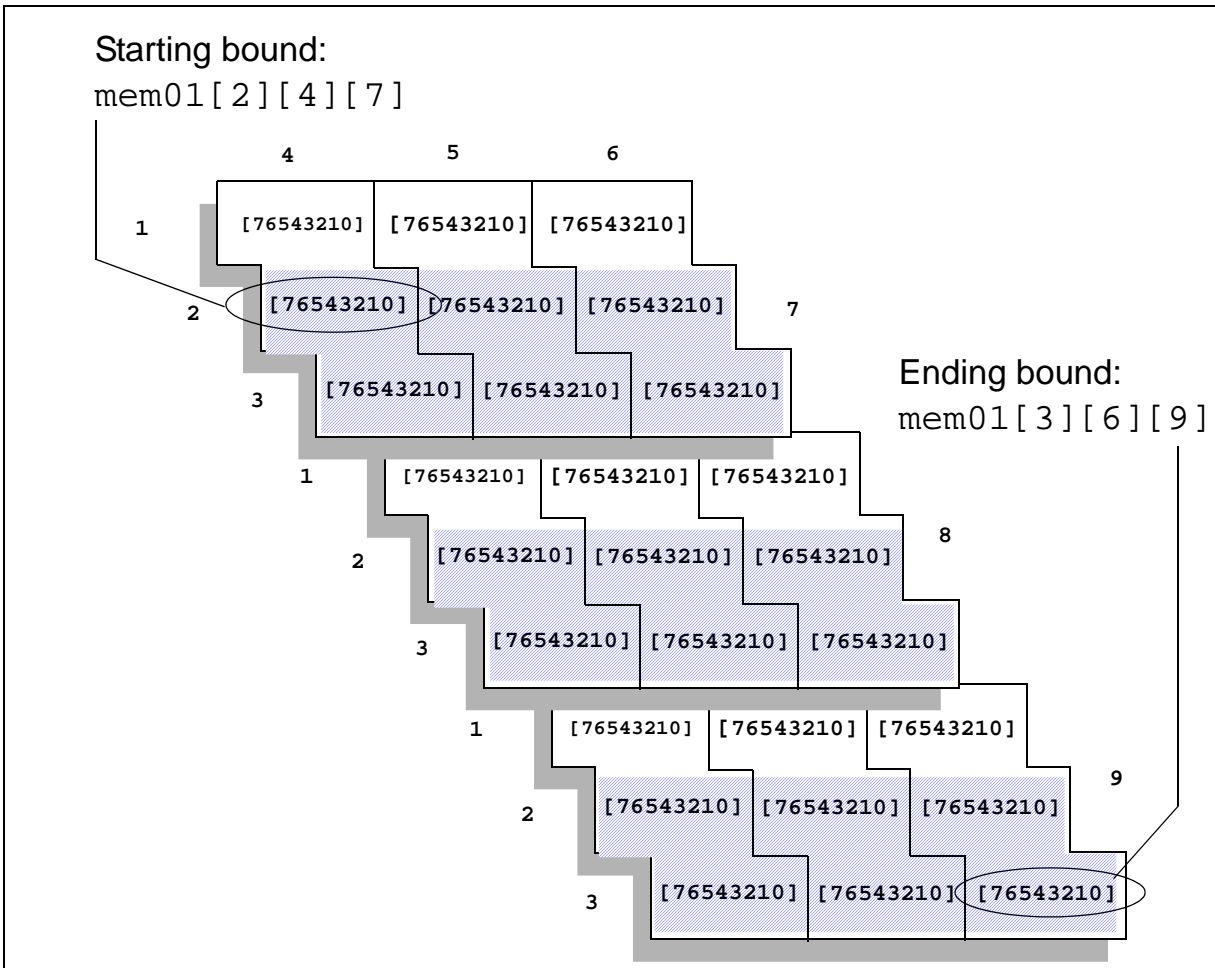 Starting bound:
mem01[2][4][7]
4 5 6
1 [76543210] [76543210] [76543210]
2 [76543210] [76543210] [76543210] 7
3 [76543210] [76543210] [76543210]
Ending bound:
mem01[3][6][9]
1 [76543210] [76543210] [76543210]
2 [76543210] [76543210] [76543210] 8
3 [76543210] [76543210] [76543210]
1 [76543210] [76543210] [76543210]
2 [76543210] [76543210] [76543210] 9
3 [76543210] [76543210] [76543210]